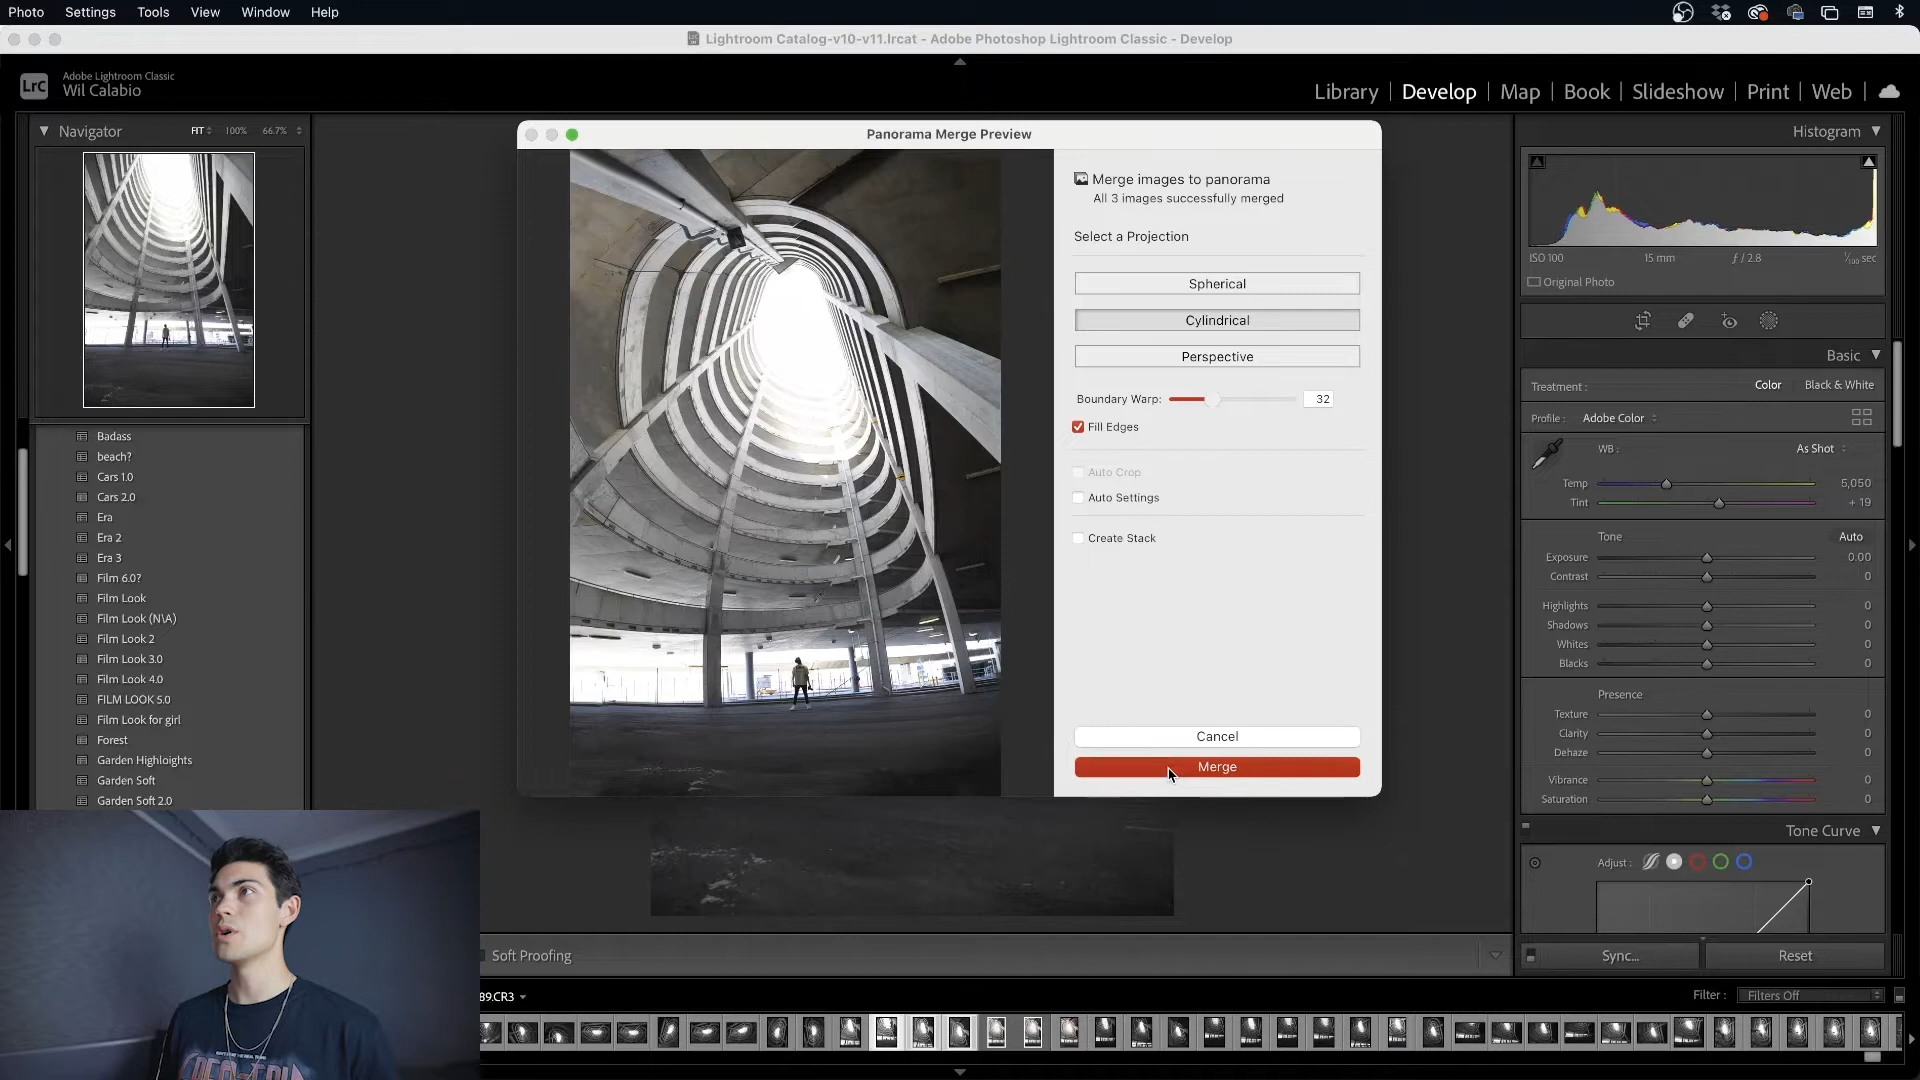 Photo Settings Tools View Window Help
Lightroom Catalog-v10-v11.lrcat - Adobe Photoshop Lightroom Classic - Develop
LrC
Adobe Lightroom Classic
Wil Calabio
Library | Develop | Map | Book | Slideshow | Print | Web
Navigator FIT 100% 66.7%
Badass
beach?
Cars 1.0
Cars 2.0
Era
Era 2
Era 3
Film 6.0?
Film Look
Film Look (N\A)
Film Look 2
Film Look 3.0
Film Look 4.0
FILM LOOK 5.0
Film Look for girl
Forest
Garden Highloights
Garden Soft
Garden Soft 2.0
Panorama Merge Preview
Merge images to panorama
All 3 images successfully merged
Select a Projection
Spherical
Cylindrical
Perspective
Boundary Warp: 32
Fill Edges
Auto Crop
Auto Settings
Create Stack
Cancel
Merge
Histogram
ISO 100 15 mm ƒ / 2.8 1/100 sec
Original Photo
Basic
Treatment : Color Black & White
Profile : Adobe Color
WB : As Shot
Temp 5,050
Tint + 19
Tone Auto
Exposure 0.00
Contrast 0
Highlights 0
Shadows 0
Whites 0
Blacks 0
Presence
Texture 0
Clarity 0
Dehaze 0
Vibrance 0
Saturation 0
Tone Curve
Adjust :
Soft Proofing
Sync... Reset
89.CR3
Filter : Filters Off